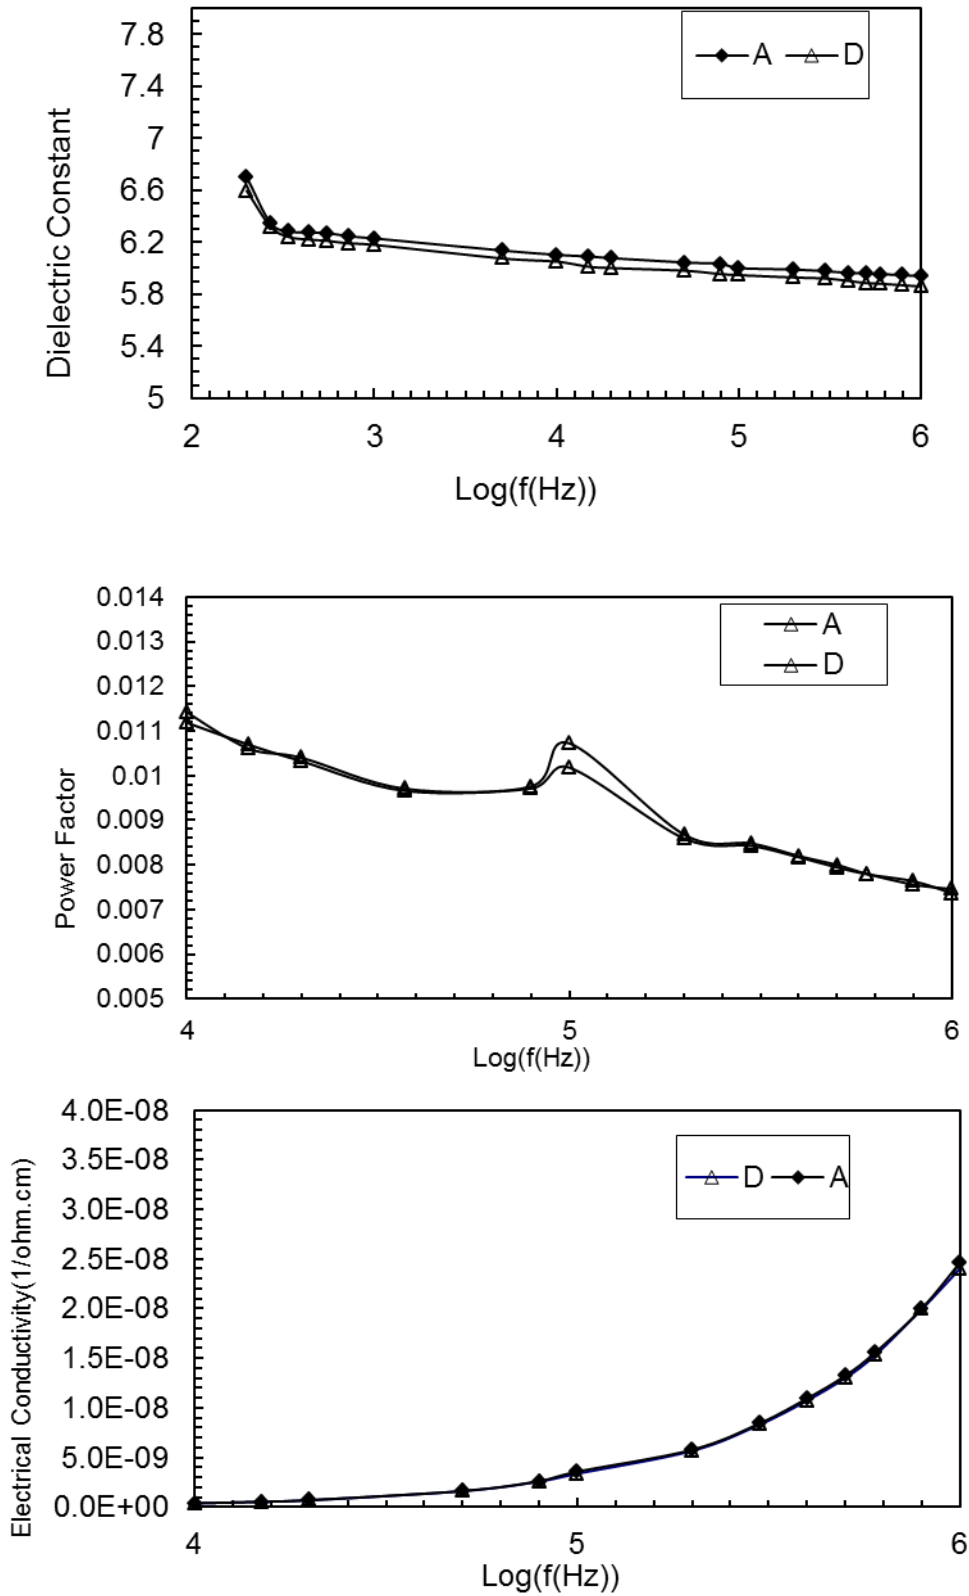 7.8
A D
7.4
7
6.6
6.2
5.8
5.4
5
Dielectric Constant
2 3 4 5 6
Log(f(Hz))
0.014
0.013
0.012
0.011
0.01
0.009
0.008
0.007
0.006
0.005
A
D
Power Factor
4 5 6
Log(f(Hz))
4.0E-08
3.5E-08
3.0E-08
2.5E-08
2.0E-08
1.5E-08
1.0E-08
5.0E-09
0.0E+00
D A
Electrical Conductivity(1/ohm.cm)
4 5 6
Log(f(Hz))